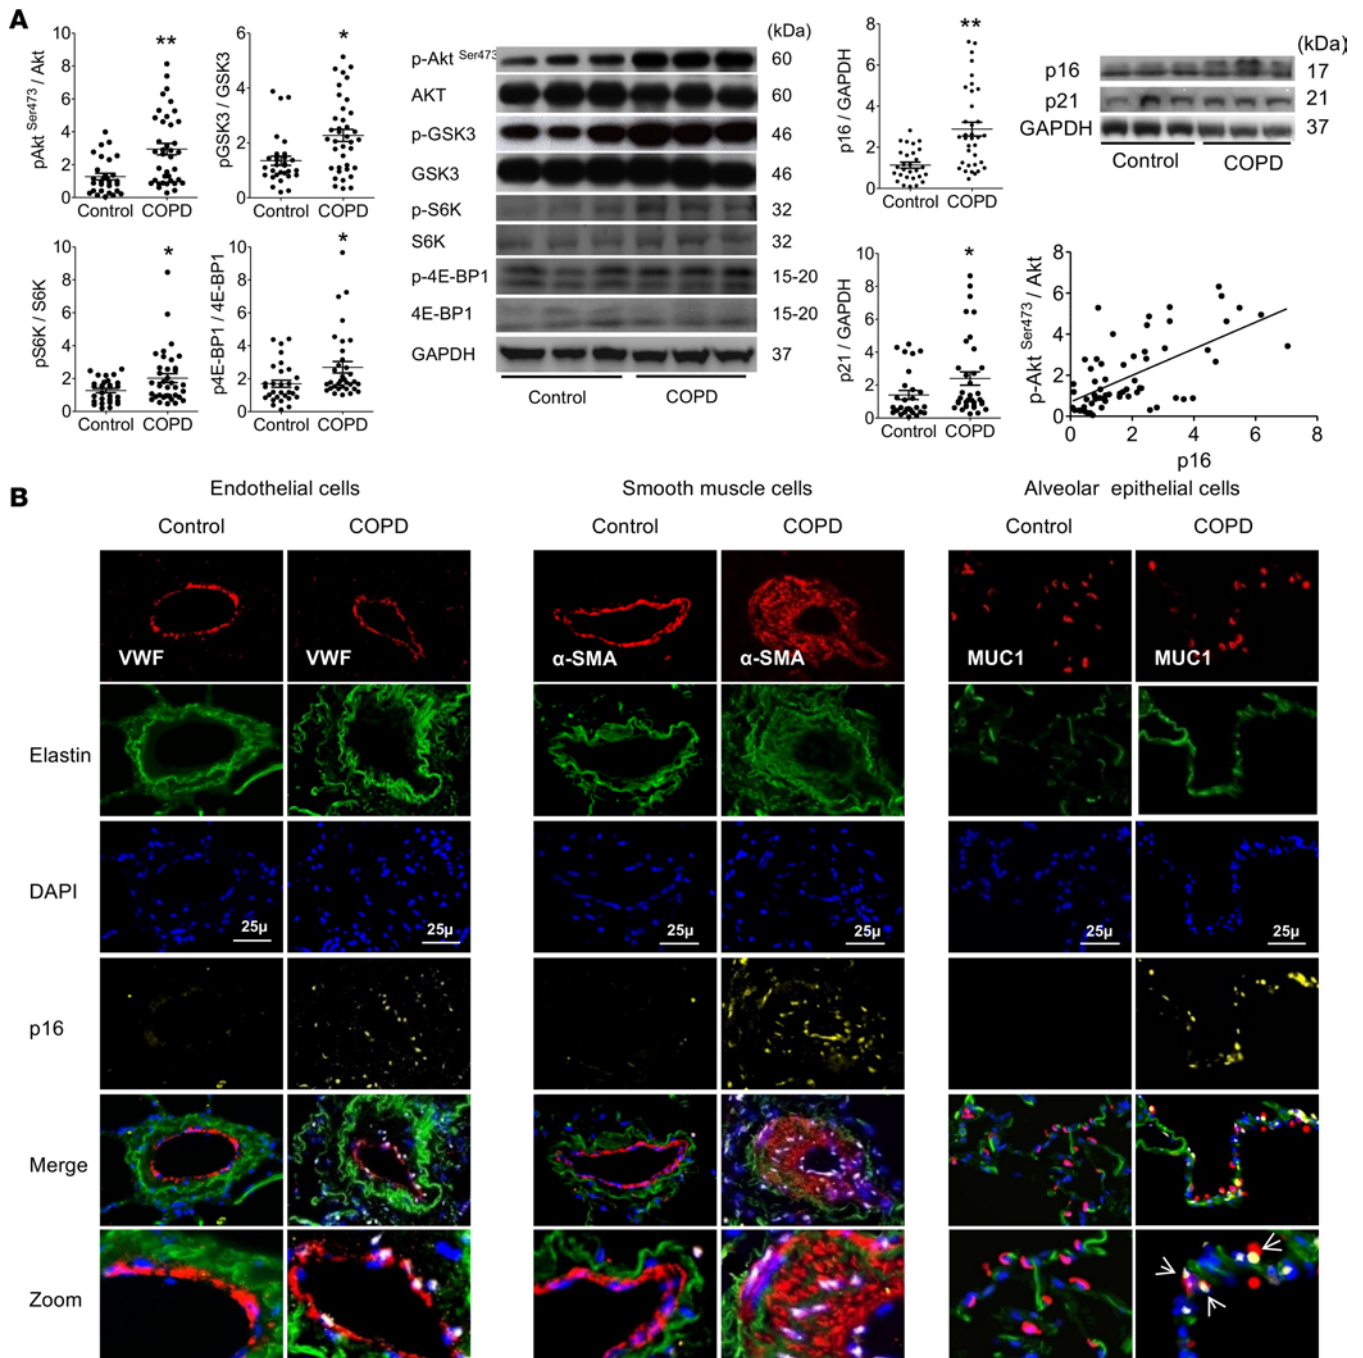 A
pAkt Ser473 / Akt
10
8
6
4
2
0
**
Control COPD
pGSK3 / GSK3
6
4
2
0
*
Control COPD
pS6K / S6K
10
8
6
4
2
0
*
Control COPD
p4E-BP1 / 4E-BP1
10
8
6
4
2
0
*
Control COPD
(kDa)
p-Akt Ser473 60
AKT 60
p-GSK3 46
GSK3 46
p-S6K 32
S6K 32
p-4E-BP1 15-20
4E-BP1 15-20
GAPDH 37
Control COPD
p16 / GAPDH
8
6
4
2
0
**
Control COPD
(kDa)
p16 17
p21 21
GAPDH 37
Control COPD
p21 / GAPDH
10
8
6
4
2
0
*
Control COPD
p-Akt Ser473 / Akt
8
6
4
2
0
0 2 4 6 8
p16
B
Endothelial cells Smooth muscle cells Alveolar epithelial cells
Control COPD Control COPD Control COPD
VWF VWF α-SMA α-SMA MUC1 MUC1
Elastin
DAPI
25µ 25µ 25µ 25µ 25µ 25µ
p16
Merge
Zoom